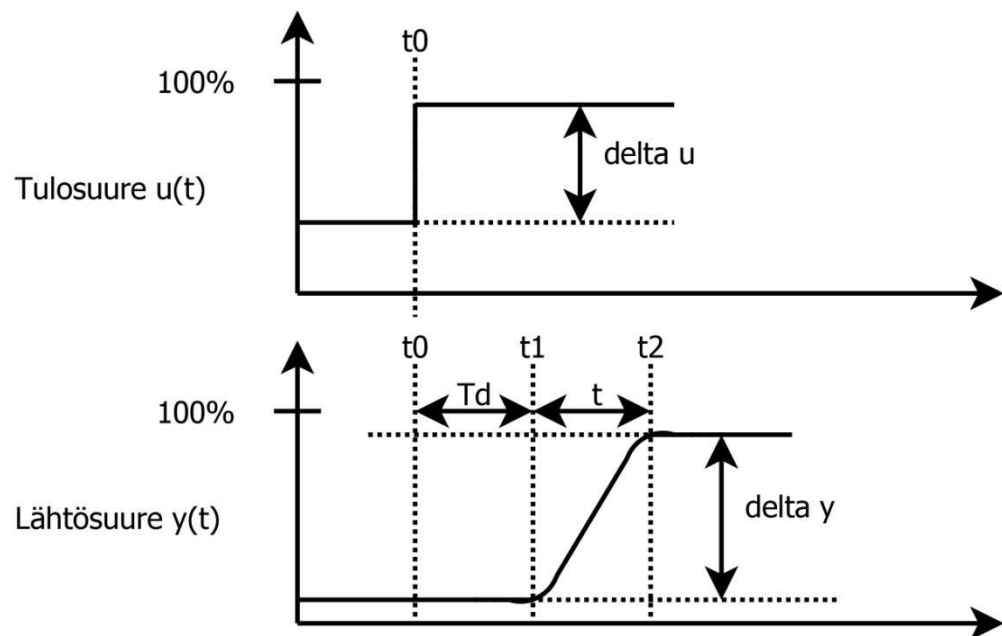 t0
100%
delta u
Tulosuure u(t)
t0 t1 t2
Td t
100%
delta y
Lähtösuure y(t)